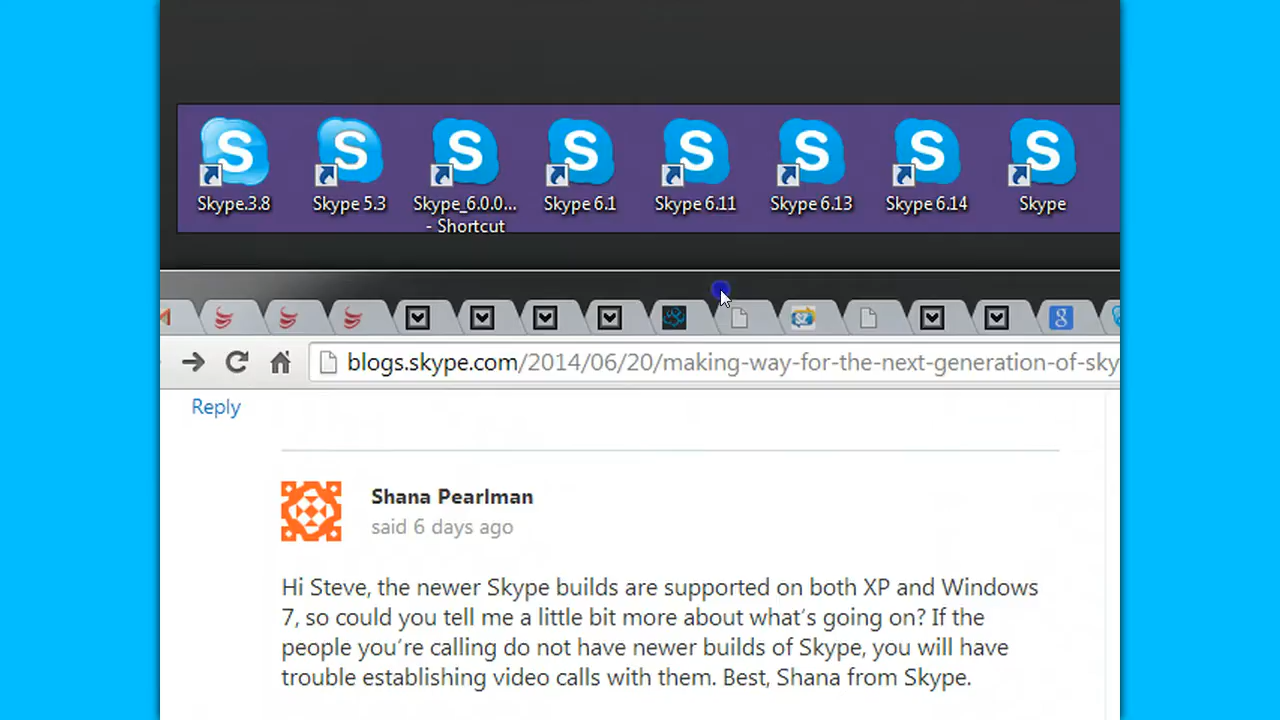 Skype.3.8 Skype 5.3 Skype_6.0.0... Skype 6.1 Skype 6.11 Skype 6.13 Skype 6.14 Skype
- Shortcut
blogs.skype.com/2014/06/20/making-way-for-the-next-generation-of-sky
Reply
Shana Pearlman
said 6 days ago
Hi Steve, the newer Skype builds are supported on both XP and Windows
7, so could you tell me a little bit more about what's going on? If the
people you're calling do not have newer builds of Skype, you will have
trouble establishing video calls with them. Best, Shana from Skype.